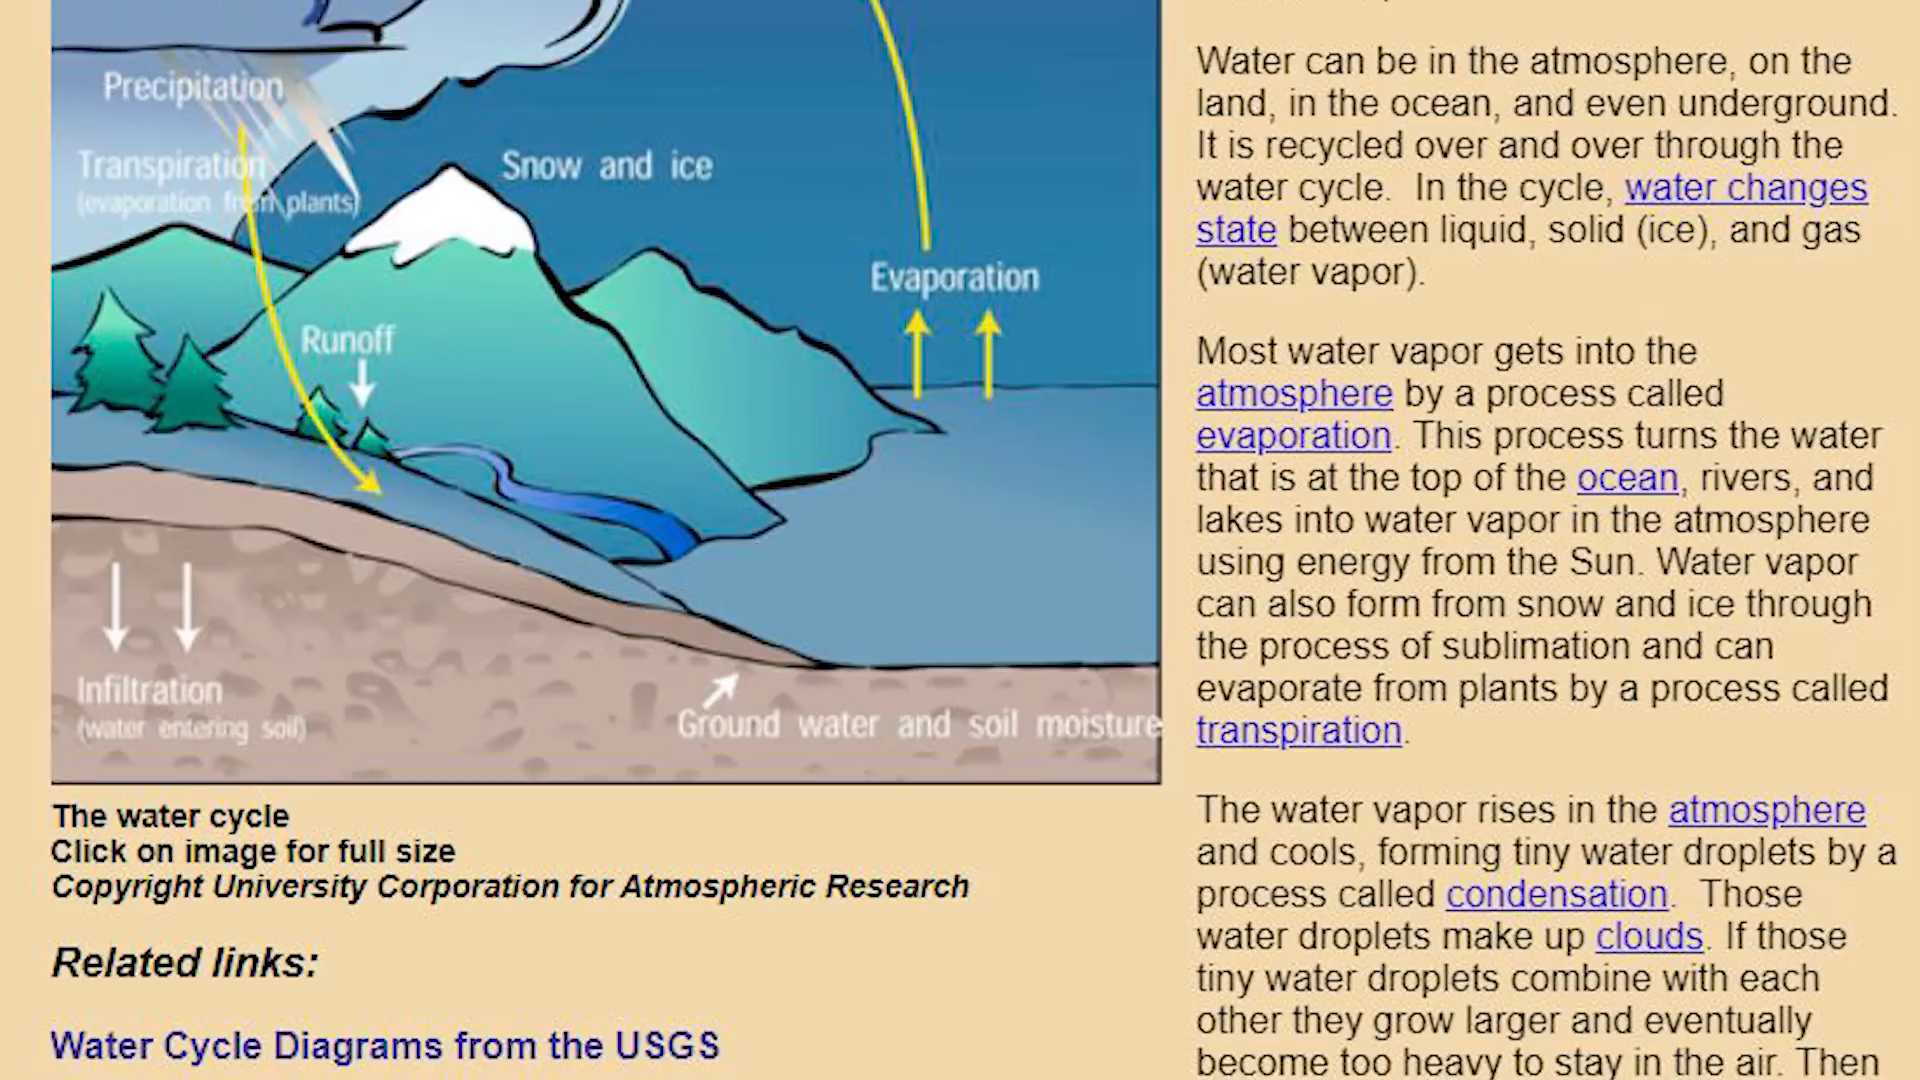 Precipitation
Transpiration
(evaporation from plants)
Snow and ice
Evaporation
Runoff
Infiltration
(water entering soil)
Ground water and soil moisture
The water cycle
Click on image for full size
Copyright University Corporation for Atmospheric Research
Related links:
Water Cycle Diagrams from the USGS
Water can be in the atmosphere, on the
land, in the ocean, and even underground.
It is recycled over and over through the
water cycle. In the cycle, water changes
state between liquid, solid (ice), and gas
(water vapor).
Most water vapor gets into the
atmosphere by a process called
evaporation. This process turns the water
that is at the top of the ocean, rivers, and
lakes into water vapor in the atmosphere
using energy from the Sun. Water vapor
can also form from snow and ice through
the process of sublimation and can
evaporate from plants by a process called
transpiration.
The water vapor rises in the atmosphere
and cools, forming tiny water droplets by a
process called condensation. Those
water droplets make up clouds. If those
tiny water droplets combine with each
other they grow larger and eventually
become too heavy to stay in the air. Then